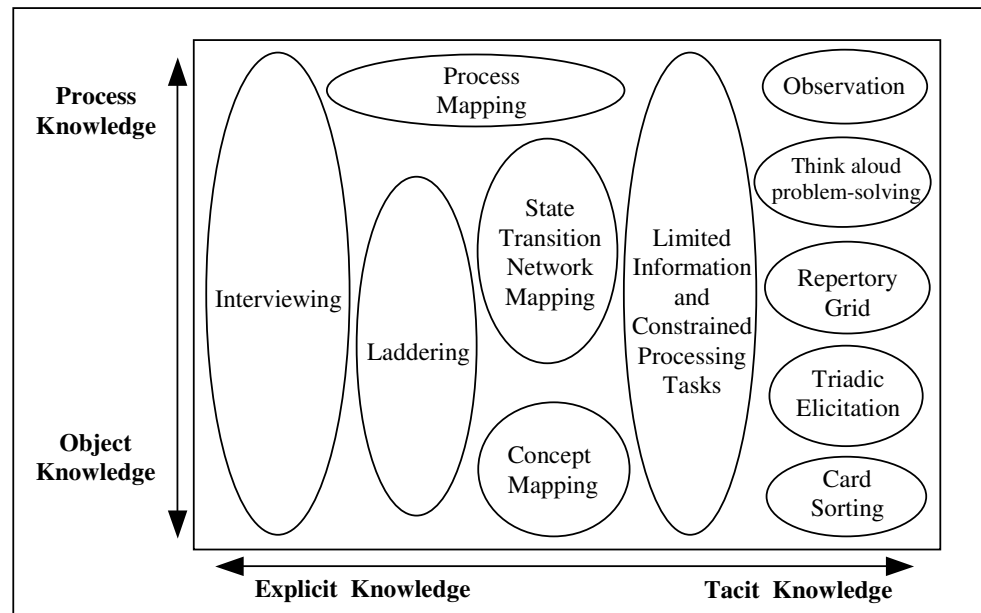 Process
Knowledge
Object
Knowledge
Interviewing
Process
Mapping
Laddering
State
Transition
Network
Mapping
Concept
Mapping
Limited
Information
and
Constrained
Processing
Tasks
Observation
Think aloud
problem-solving
Repertory
Grid
Triadic
Elicitation
Card
Sorting
Explicit Knowledge
Tacit Knowledge